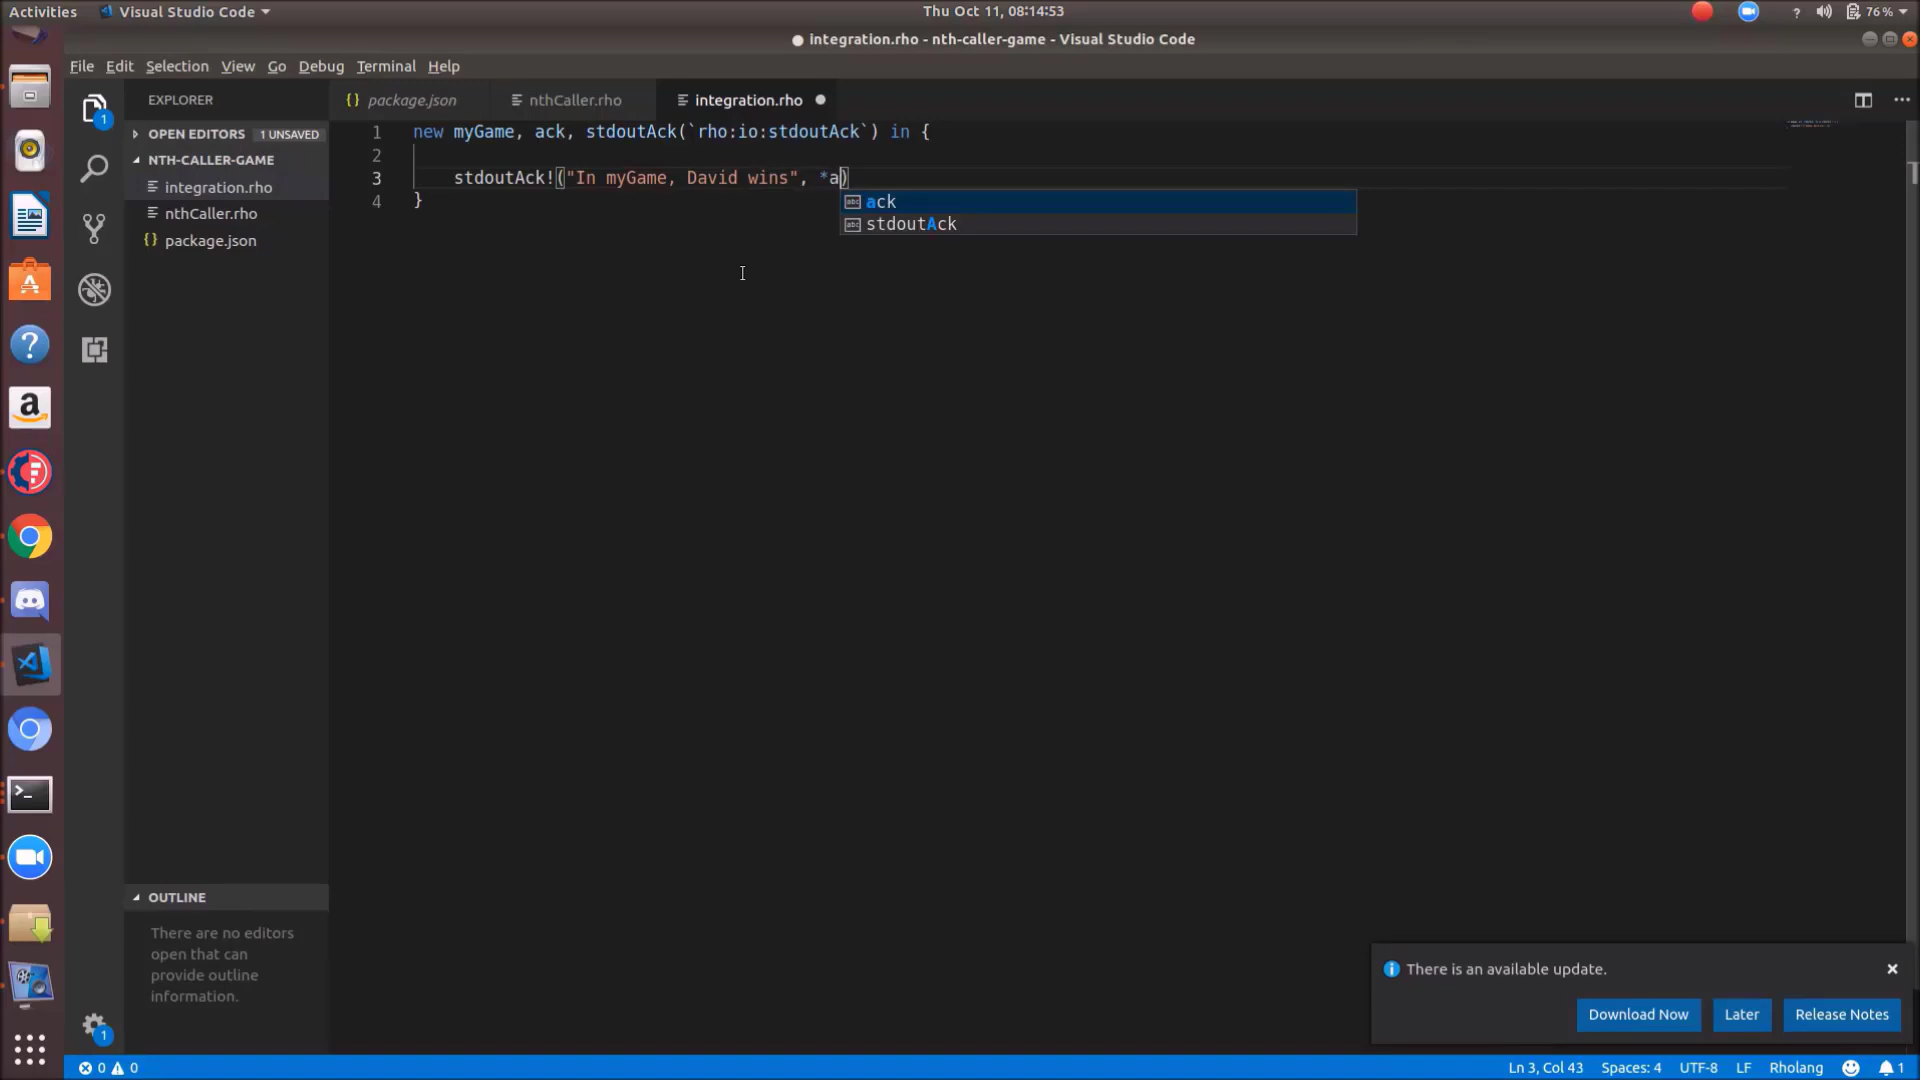 Activities Visual Studio Code Thu Oct 11, 08:14:53 ? 76%
● integration.rho - nth-caller-game - Visual Studio Code
File Edit Selection View Go Debug Terminal Help
EXPLORER {} package.json nthCaller.rho integration.rho ●
OPEN EDITORS 1 UNSAVED
NTH-CALLER-GAME
integration.rho
nthCaller.rho
{} package.json
1 new myGame, ack, stdoutAck(`rho:io:stdoutAck`) in {
2
3 stdoutAck!("In myGame, David wins", *a)
4 }
abc ack
abc stdoutAck
1
OUTLINE
There are no editors
open that can
provide outline
information.
1
There is an available update.
Download Now Later Release Notes
0 0 Ln 3, Col 43 Spaces: 4 UTF-8 LF Rholang 1